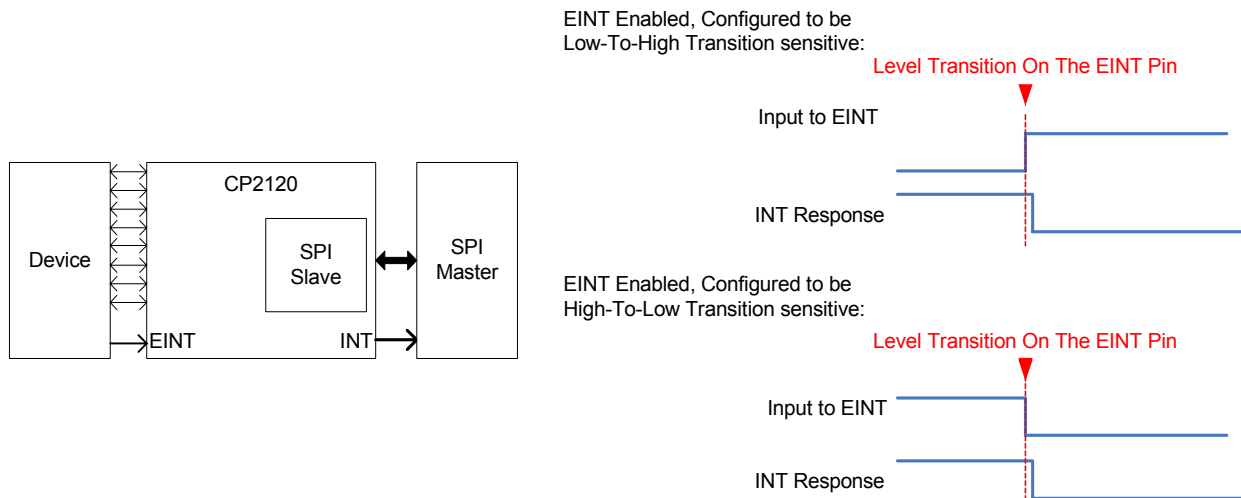 EINT Enabled, Configured to be
Low-To-High Transition sensitive:
Level Transition On The EINT Pin
Input to EINT
INT Response
Device
CP2120
SPI
Slave
SPI
Master
EINT
INT
EINT Enabled, Configured to be
High-To-Low Transition sensitive:
Level Transition On The EINT Pin
Input to EINT
INT Response